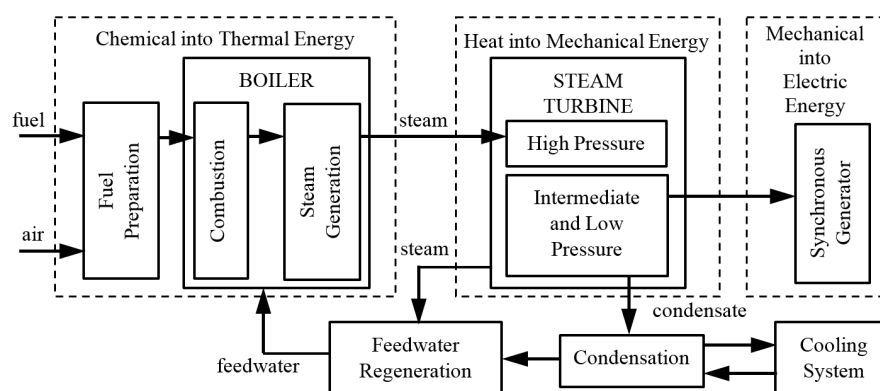 Chemical into Thermal Energy
Heat into Mechanical Energy
Mechanical
into
Electric
Energy
BOILER
STEAM
TURBINE
fuel
air
Fuel
Preparation
Combustion
Steam
Generation
steam
High Pressure
Intermediate
and Low
Pressure
Synchronous
Generator
steam
condensate
feedwater
Feedwater
Regeneration
Condensation
Cooling
System